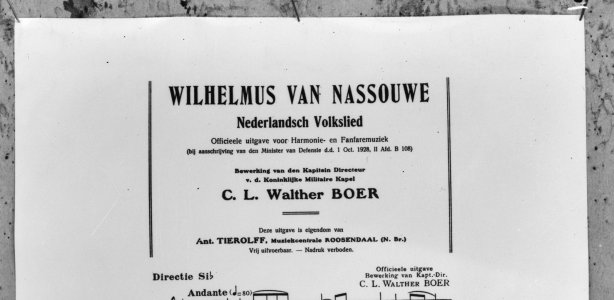 WILHELMUS VAN NASSOUWE
Nederlandsch Volkslied
Officieele uitgave voor Harmonie- en Fanfaremuziek
(bij aanschrijving van den Minister van Defensie d.d. 1 Oct. 1928, II Afd. B 108)
Bewerking van den Kapitein Directeur
v. d. Koninklijke Militaire Kapel
C. L. Walther BOER
Deze uitgave is eigendom van
Ant. TIEROLFF, Muziekcentrale ROOSENDAAL (N. Br.)
Vrij uitvoerbaar. — Nadruk verboden.
Officieele uitgave
Bewerking van Kapt.-Dir.
C. L. WALTHER BOER
Directie Si♭
Andante (♩=80)